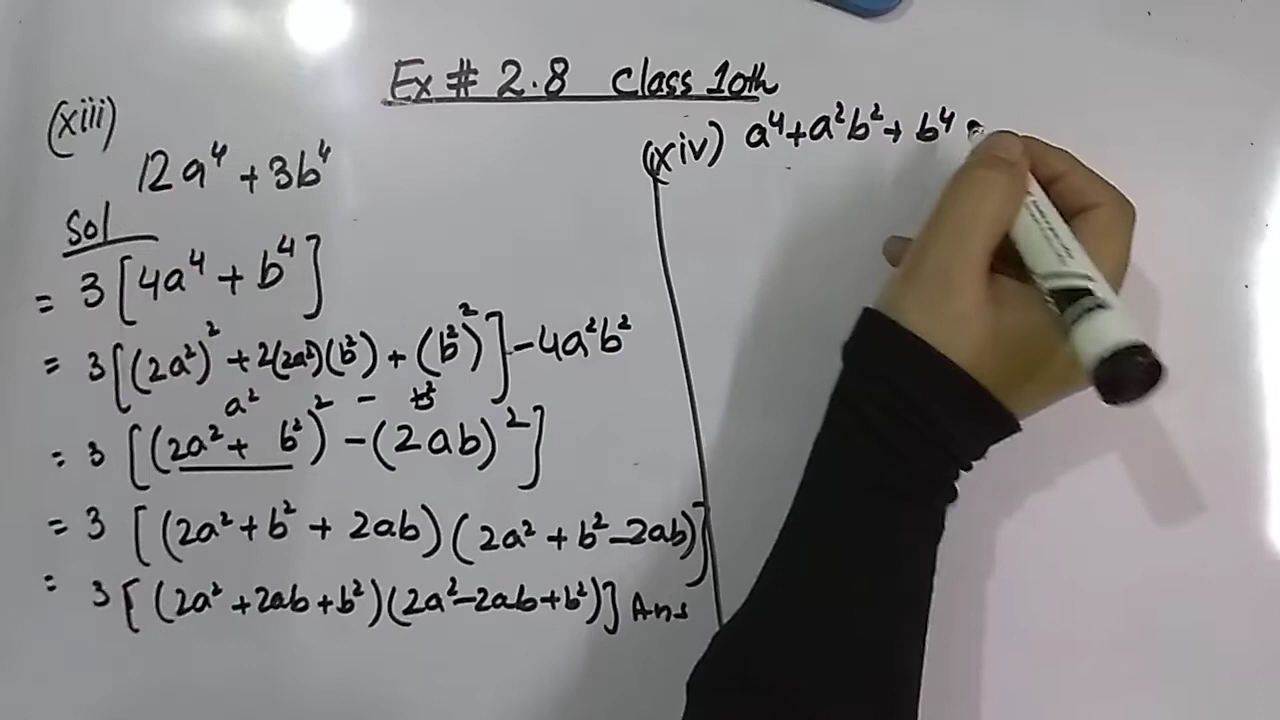 Ex # 2.8 Class 10th
(xiii)
12a⁴ + 3b⁴
Sol
= 3[4a⁴ + b⁴]
= 3[(2a²)² + 2(2a²)(b²) + (b²)²] - 4a²b²
a² - b²
= 3[(2a² + b²)² - (2ab)²]
= 3[(2a² + b² + 2ab)(2a² + b² - 2ab)]
= 3[(2a² + 2ab + b²)(2a² - 2ab + b²)] Ans
(xiv) a⁴ + a²b² + b⁴